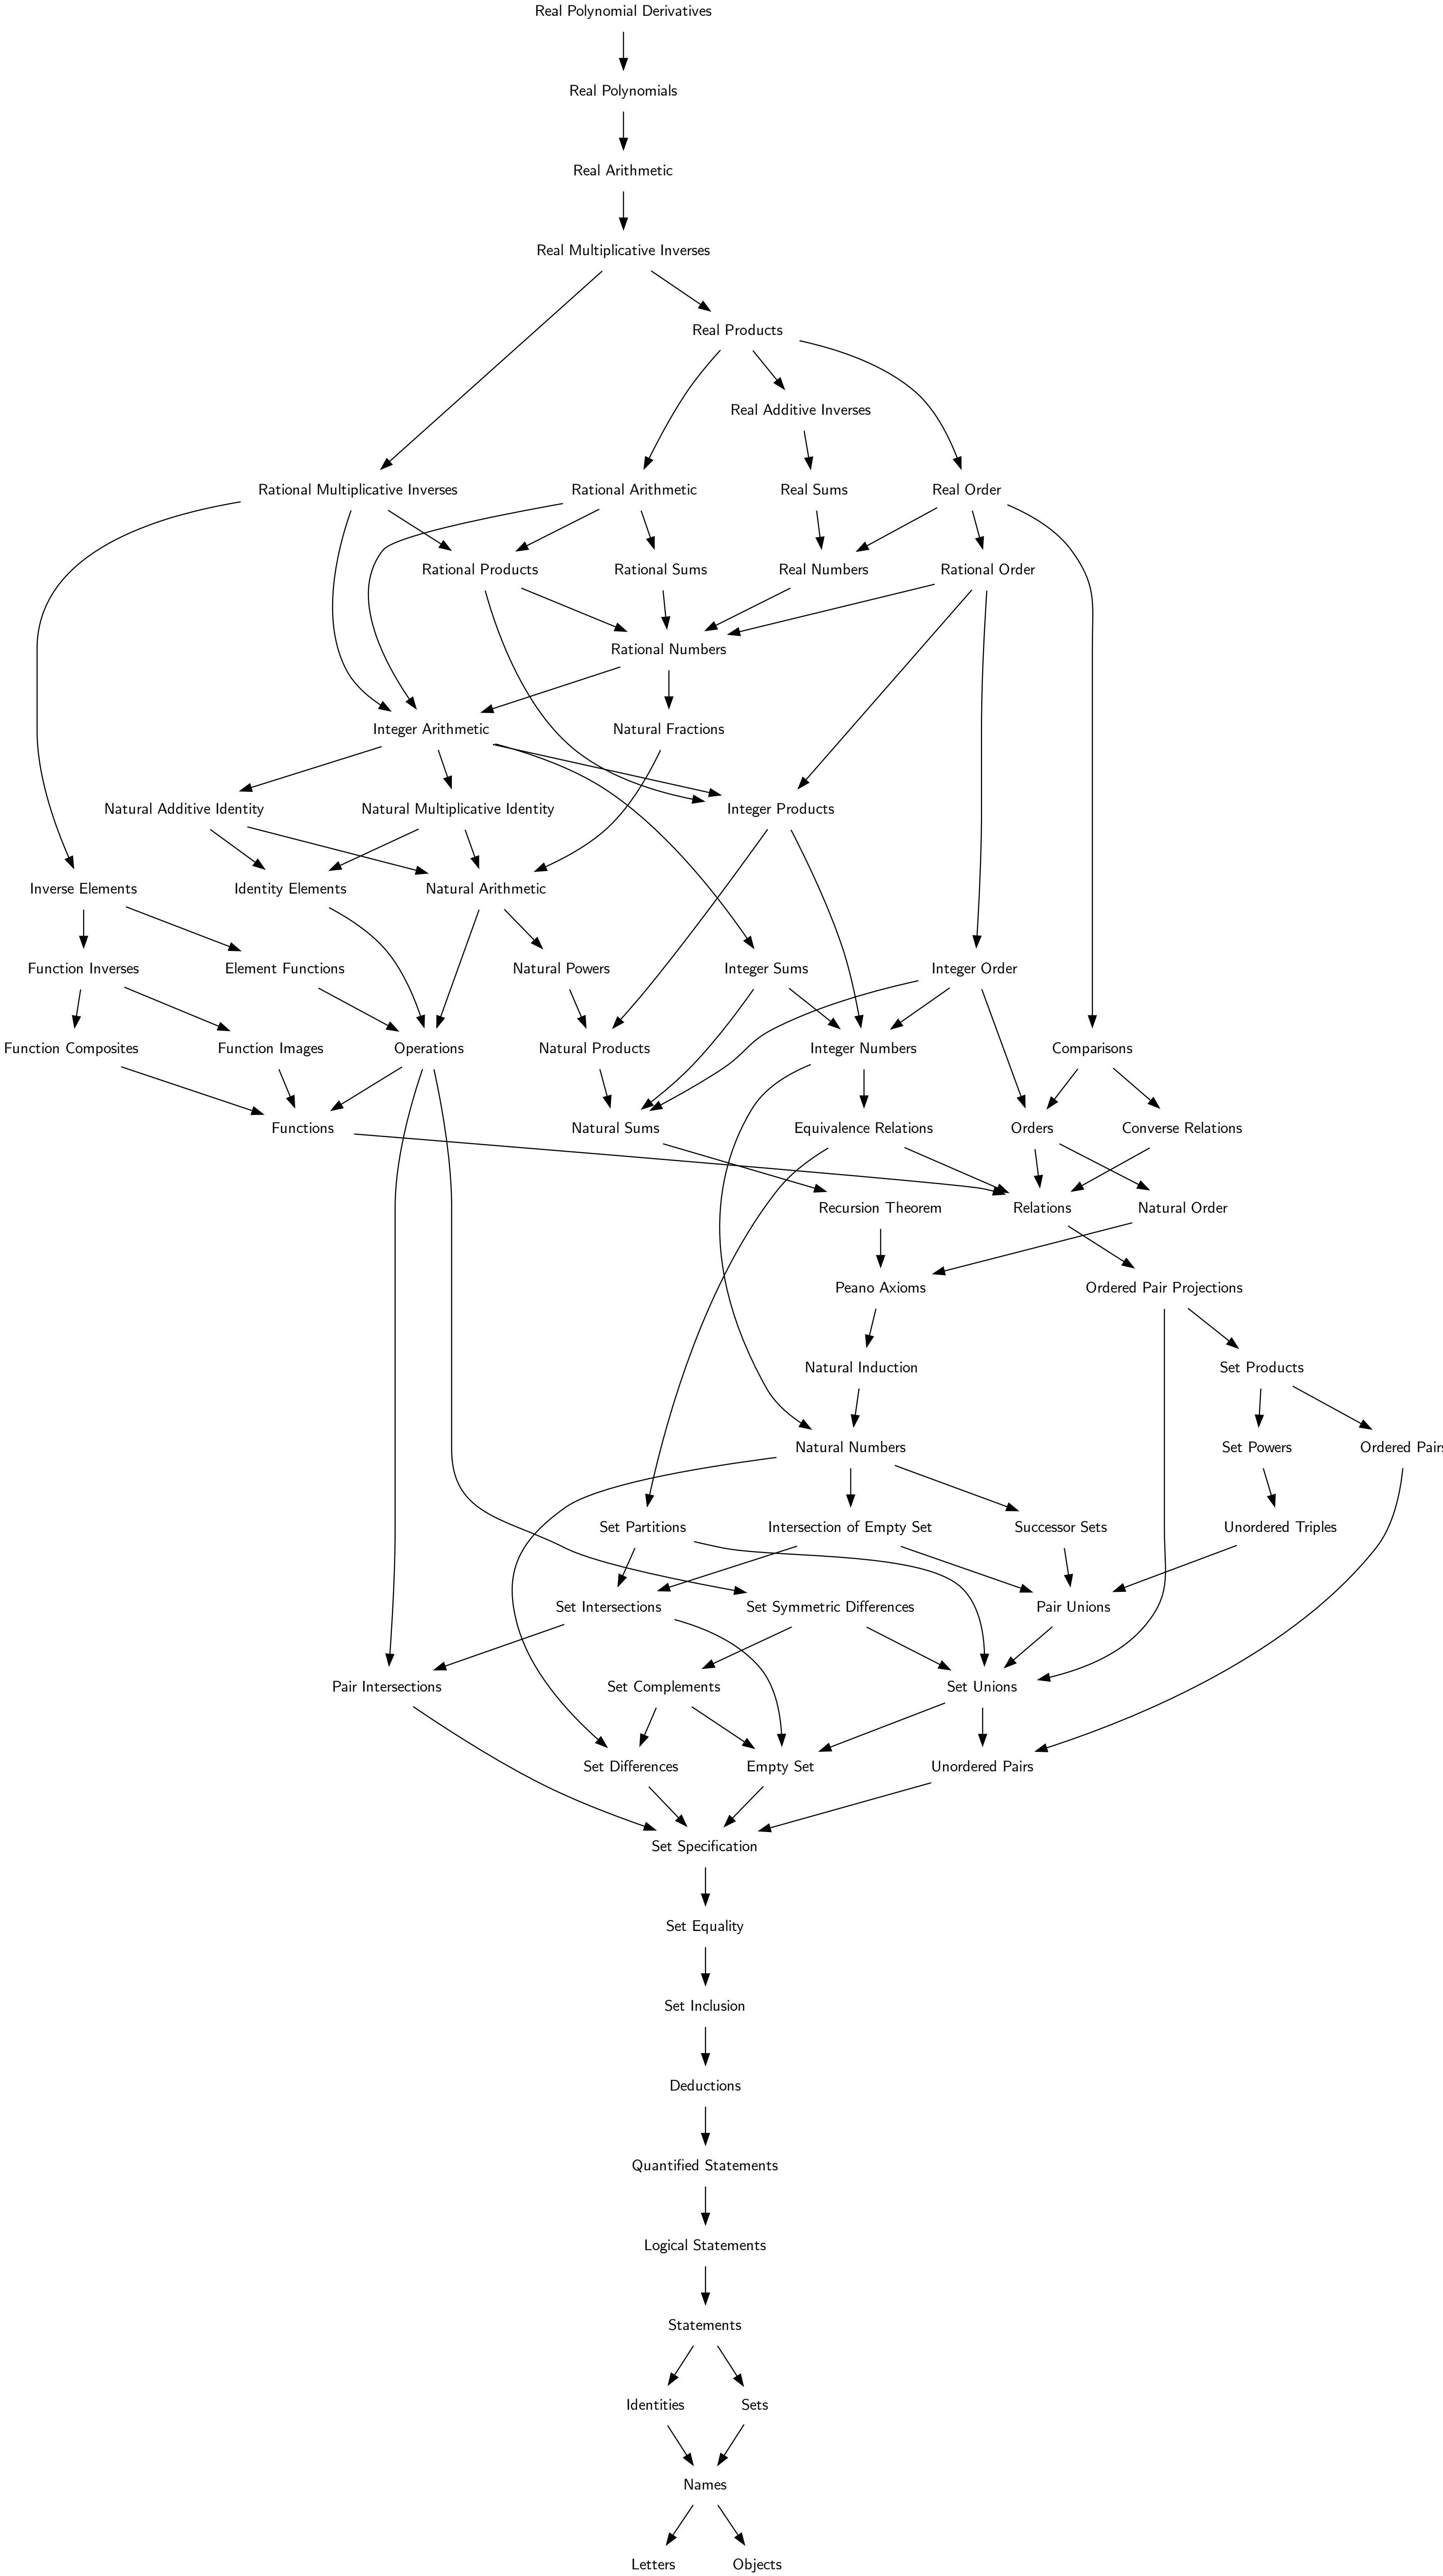 Real Polynomial Derivatives
Real Polynomials
Real Arithmetic
Real Multiplicative Inverses
Real Products
Real Additive Inverses
Rational Multiplicative Inverses
Rational Arithmetic
Real Sums
Real Order
Rational Products
Rational Sums
Real Numbers
Rational Order
Rational Numbers
Integer Arithmetic
Natural Fractions
Natural Additive Identity
Natural Multiplicative Identity
Integer Products
Inverse Elements
Identity Elements
Natural Arithmetic
Function Inverses
Element Functions
Natural Powers
Integer Sums
Integer Order
Function Composites
Function Images
Operations
Natural Products
Integer Numbers
Comparisons
Functions
Natural Sums
Equivalence Relations
Orders
Converse Relations
Recursion Theorem
Relations
Natural Order
Peano Axioms
Ordered Pair Projections
Natural Induction
Set Products
Natural Numbers
Set Powers
Ordered Pairs
Set Partitions
Intersection of Empty Set
Successor Sets
Unordered Triples
Set Intersections
Set Symmetric Differences
Pair Unions
Pair Intersections
Set Complements
Set Unions
Set Differences
Empty Set
Unordered Pairs
Set Specification
Set Equality
Set Inclusion
Deductions
Quantified Statements
Logical Statements
Statements
Identities
Sets
Names
Letters
Objects